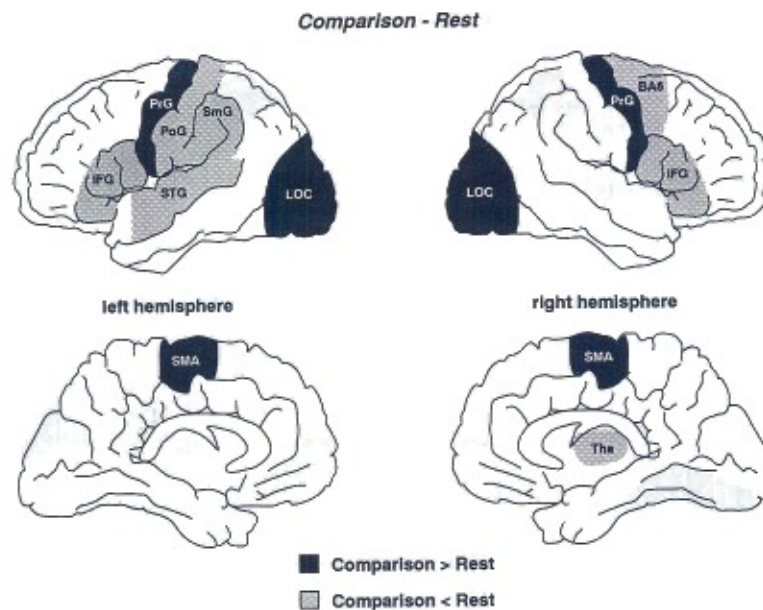 Comparison - Rest
PrG
SmG
PoG
IFG
STG
LOC
BA6
PrG
IFG
LOC
left hemisphere
right hemisphere
SMA
SMA
The
Comparison > Rest
Comparison < Rest